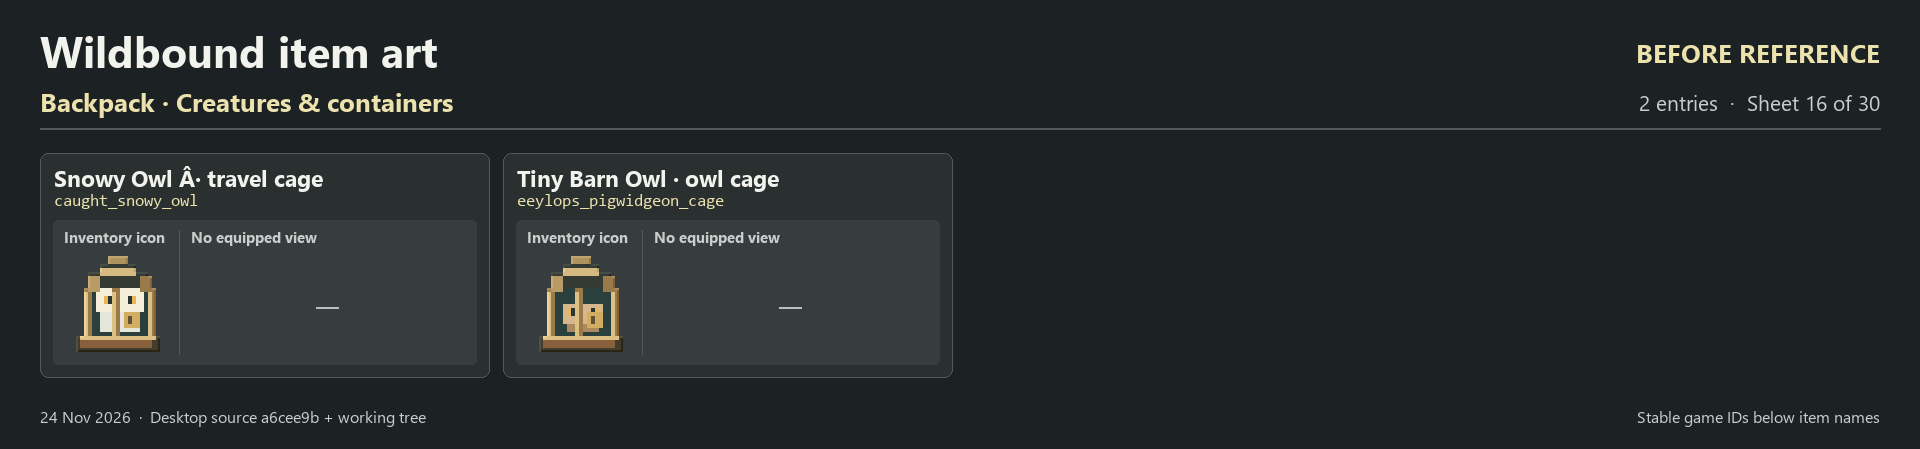 Wildbound item art
BEFORE REFERENCE
Backpack · Creatures & containers
2 entries · Sheet 16 of 30
Snowy Owl Â· travel cage
caught_snowy_owl
Inventory icon
No equipped view
—
Tiny Barn Owl · owl cage
eeylops_pigwidgeon_cage
Inventory icon
No equipped view
—
24 Nov 2026 · Desktop source a6cee9b + working tree
Stable game IDs below item names